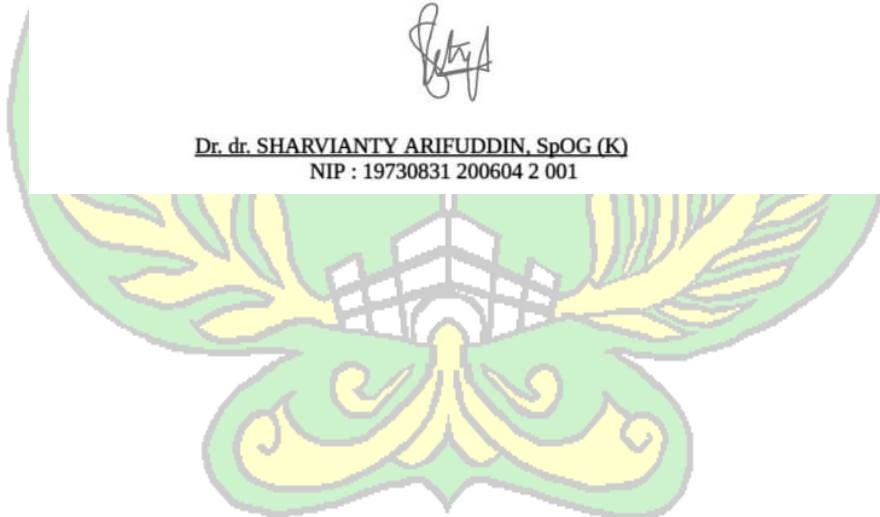 Dr. dr. SHARVIANTY ARIFUDDIN, SpOG (K)
NIP : 19730831 200604 2 001